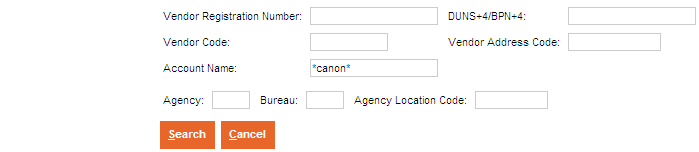 Vendor Registration Number: DUNS+4/BPN+4:
Vendor Code: Vendor Address Code:
Account Name: *canon*
Agency: Bureau: Agency Location Code:
Search Cancel